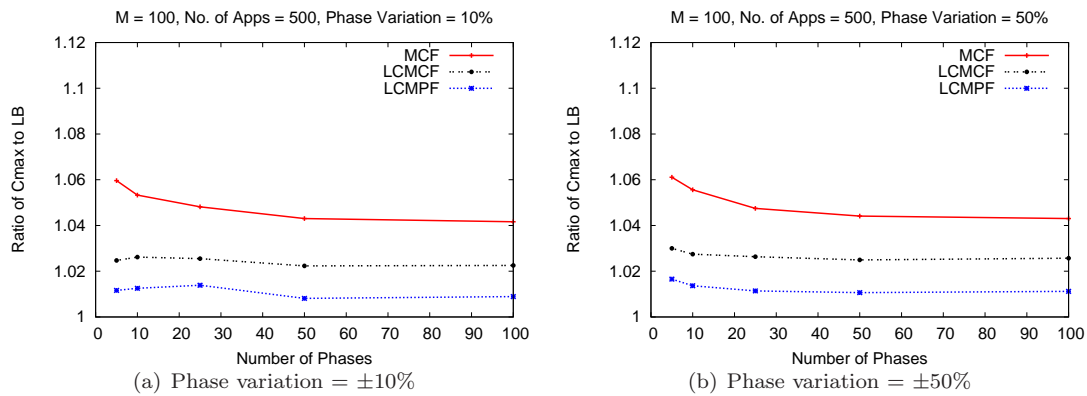 M = 100, No. of Apps = 500, Phase Variation = 10%
1.12
1.1
1.08
1.06
1.04
1.02
1
Ratio of Cmax to LB
MCF
LCMCF
LCMPF
0 10 20 30 40 50 60 70 80 90 100
Number of Phases
(a) Phase variation = ±10%
M = 100, No. of Apps = 500, Phase Variation = 50%
1.12
1.1
1.08
1.06
1.04
1.02
1
Ratio of Cmax to LB
MCF
LCMCF
LCMPF
0 10 20 30 40 50 60 70 80 90 100
Number of Phases
(b) Phase variation = ±50%